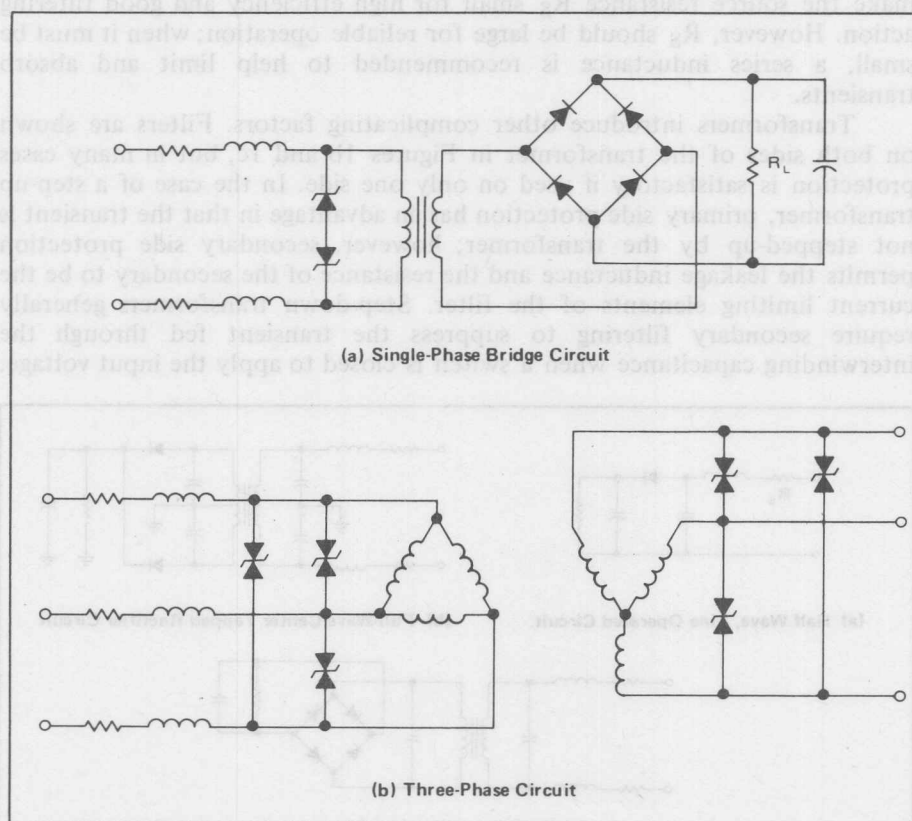 make the source resistance RS small for high efficiency and good filtering
action. However, RS should be large for reliable operation; when it must be
small, a series inductance is recommended to help limit and absorb
transients.
Transformers introduce other complicating factors. Filters are shown
on both sides of the transformer in Figures 1b and 1c, but in many cases
protection is satisfactory if used on only one side. In the case of a step-up
transformer, primary side protection has an advantage in that the transient is
not stepped-up by the transformer; however, secondary side protection
permits the leakage inductance and the resistance of the secondary to be the
current limiting elements of the filter. Step-down transformers generally
require secondary filtering to suppress the transient fed through the
interwinding capacitance when a switch is closed to apply the input voltage.
RL
(a) Single-Phase Bridge Circuit
(b) Three-Phase Circuit